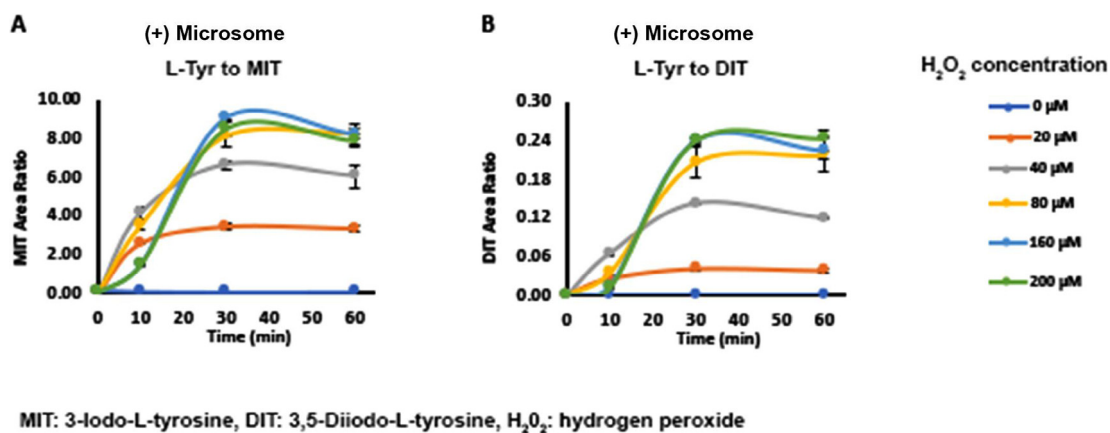 A
(+) Microsome
L-Tyr to MIT
MIT Area Ratio
10.00
8.00
6.00
4.00
2.00
0.00
0 10 20 30 40 50 60
Time (min)
B
(+) Microsome
L-Tyr to DIT
DIT Area Ratio
0.30
0.24
0.18
0.12
0.06
0.00
0 10 20 30 40 50 60
Time (min)
H₂O₂ concentration
0 µM
20 µM
40 µM
80 µM
160 µM
200 µM
MIT: 3-Iodo-L-tyrosine, DIT: 3,5-Diiodo-L-tyrosine, H₂0₂: hydrogen peroxide